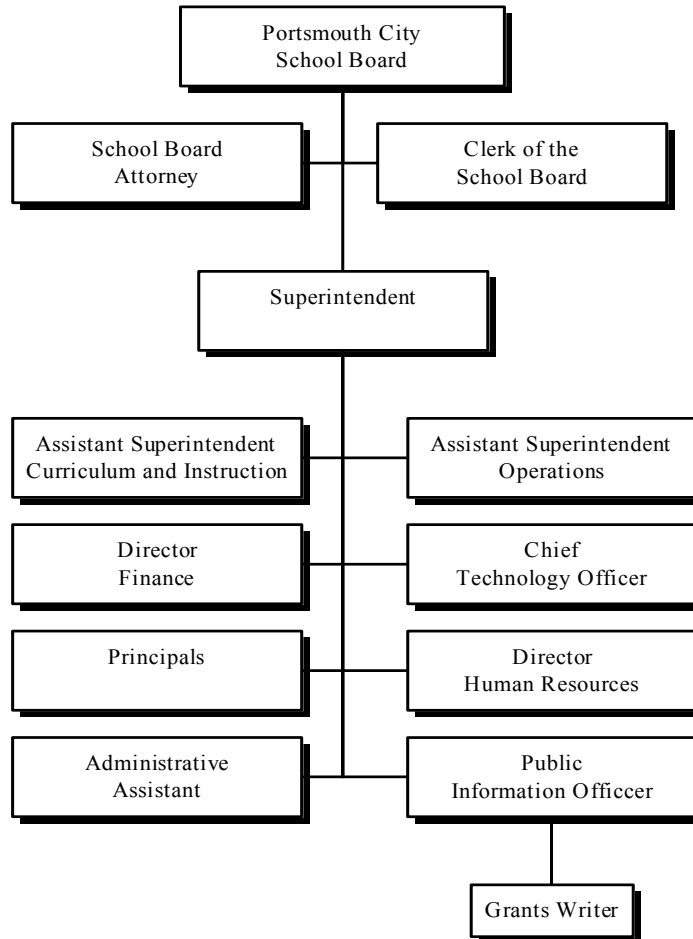 Portsmouth City
School Board
School Board
Attorney
Clerk of the
School Board
Superintendent
Assistant Superintendent
Curriculum and Instruction
Assistant Superintendent
Operations
Director
Finance
Chief
Technology Officer
Principals
Director
Human Resources
Administrative
Assistant
Public
Information Officcer
Grants Writer